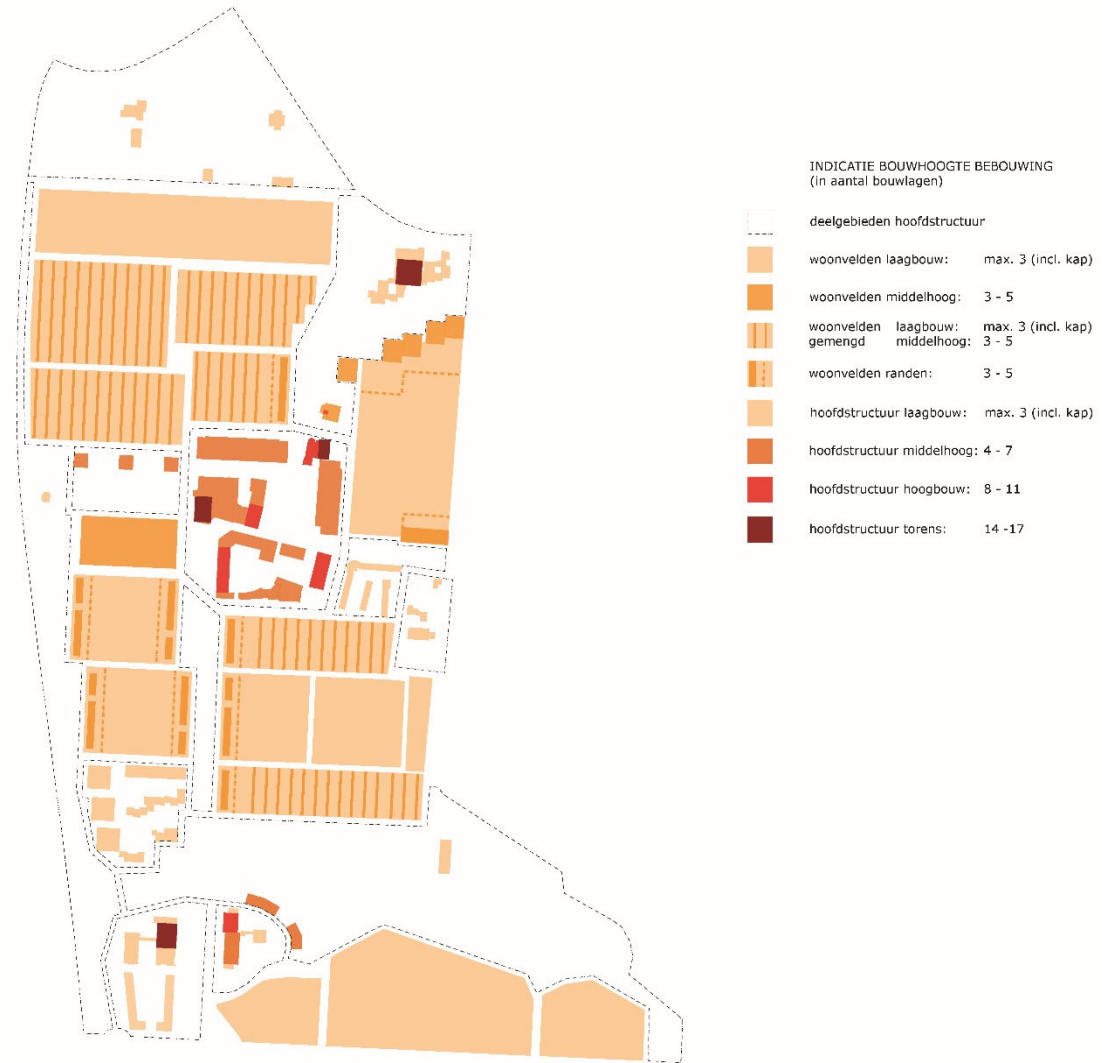 INDICATIE BOUWHOOGTE BEBOUWING
(in aantal bouwlagen)
deelgebieden hoofdstructuur
woonvelden laagbouw: max. 3 (incl. kap)
woonvelden middelhoog: 3 - 5
woonvelden laagbouw: max. 3 (incl. kap)
gemengd middelhoog: 3 - 5
woonvelden randen: 3 - 5
hoofdstructuur laagbouw: max. 3 (incl. kap)
hoofdstructuur middelhoog: 4 - 7
hoofdstructuur hoogbouw: 8 - 11
hoofdstructuur torens: 14 -17